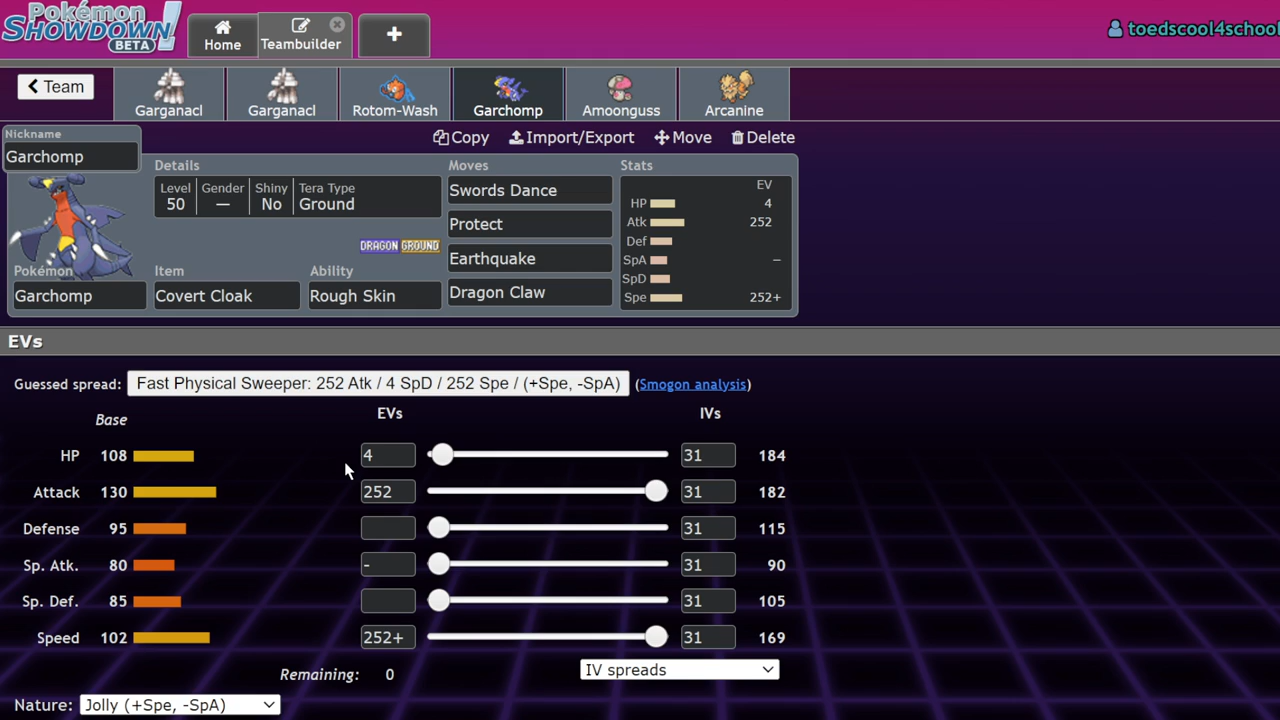 Pokémon
SHOWDOWN!
BETA
Home
Teambuilder
+
toedscool4school
Team
Garganacl
Garganacl
Rotom-Wash
Garchomp
Amoonguss
Arcanine
Nickname
Garchomp
Copy Import/Export Move Delete
Details
Level Gender Shiny Tera Type
50 — No Ground
DRAGON GROUND
Pokémon Item Ability
Garchomp Covert Cloak Rough Skin
Moves
Swords Dance
Protect
Earthquake
Dragon Claw
Stats
EV
HP 4
Atk 252
Def
SpA –
SpD
Spe 252+
EVs
Guessed spread: Fast Physical Sweeper: 252 Atk / 4 SpD / 252 Spe / (+Spe, -SpA) (Smogon analysis)
Base EVs IVs
HP 108 4 31 184
Attack 130 252 31 182
Defense 95 31 115
Sp. Atk. 80 - 31 90
Sp. Def. 85 31 105
Speed 102 252+ 31 169
Remaining: 0 IV spreads
Nature: Jolly (+Spe, -SpA)